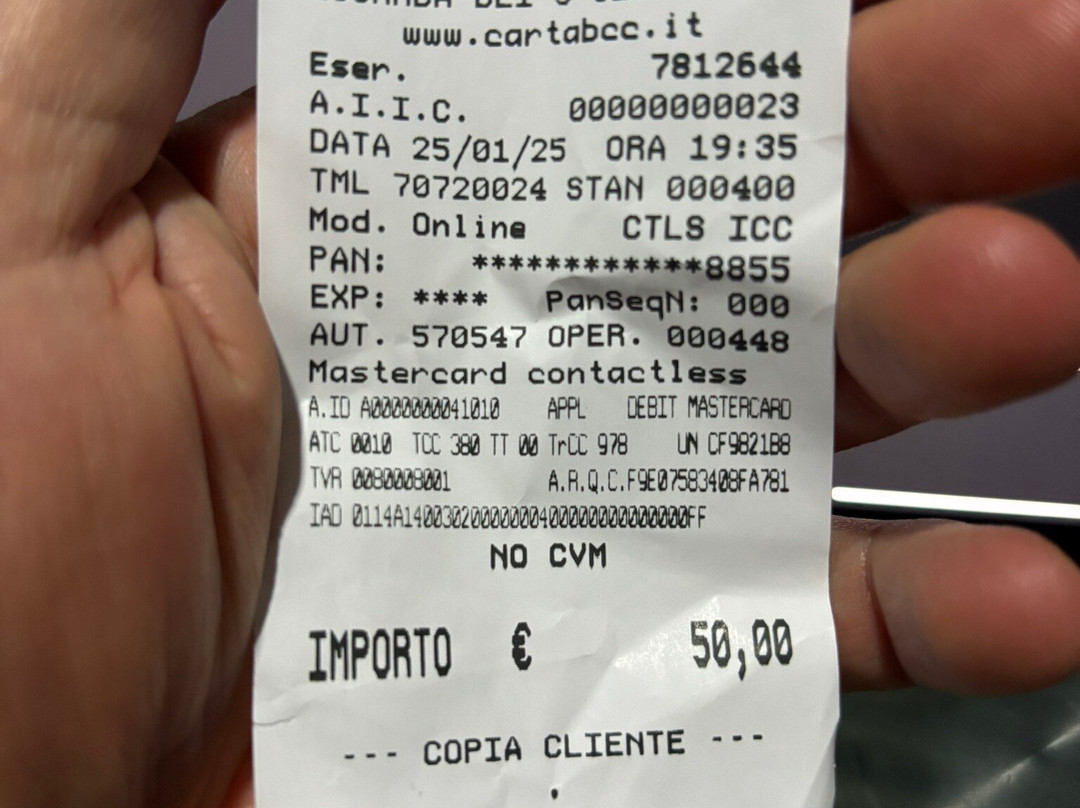 www.cartabcc.it
Eser. 7812644
A.I.I.C. 00000000023
DATA 25/01/25 ORA 19:35
TML 70720024 STAN 000400
Mod. Online CTLS ICC
PAN: ************8855
EXP: **** PanSeqN: 000
AUT. 570547 OPER. 000448
Mastercard contactless
A.ID A0000000041010 APPL DEBIT MASTERCARD
ATC 0010 TCC 380 TT 00 TrCC 978 UN CF9821B8
TVR 0080008001 A.R.Q.C.F9E07583408FA781
NO CVM
IMPORTO € 50,00
--- COPIA CLIENTE ---